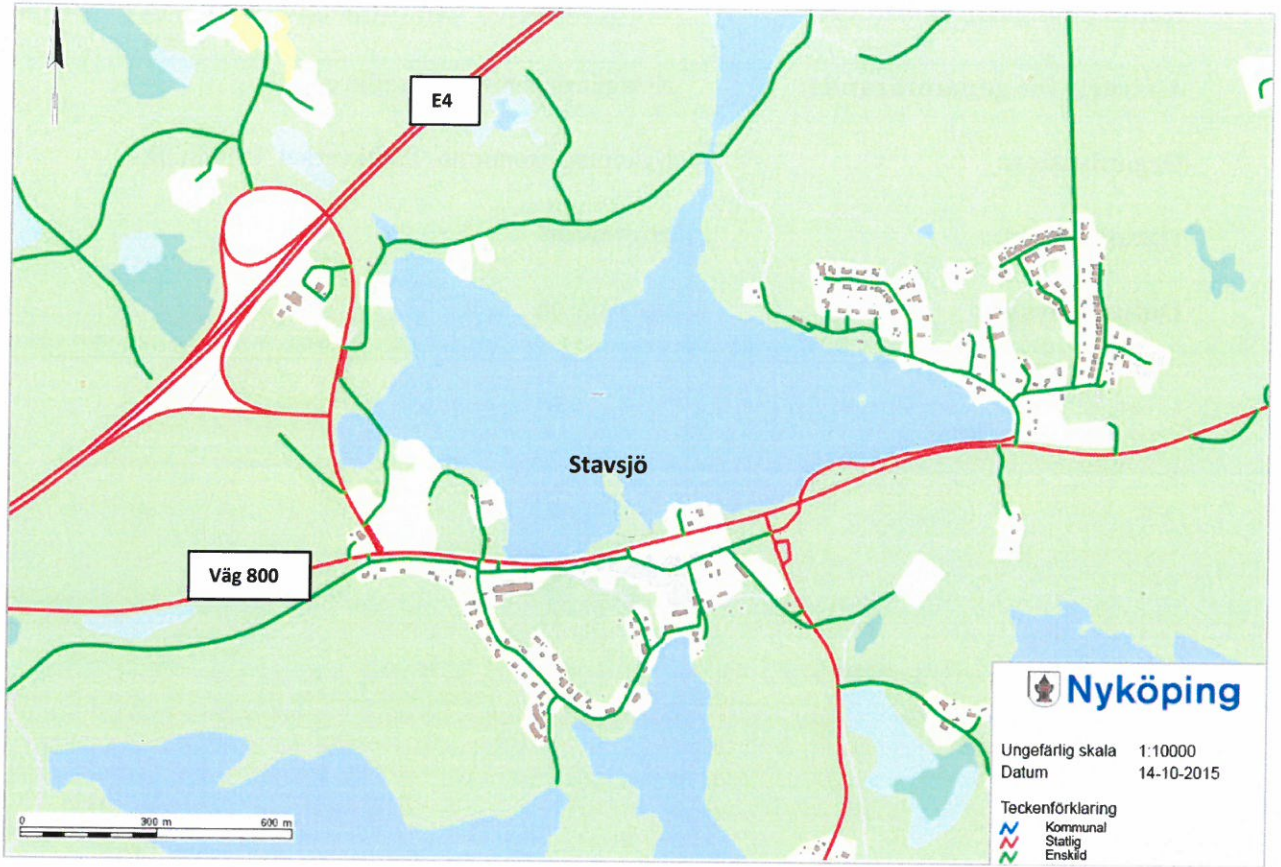 E4
Stavsjö
Väg 800
Nyköping
Ungefärlig skala 1:10000
Datum 14-10-2015
Teckenförklaring
Kommunal
Statlig
Enskild
0 300 m 600 m